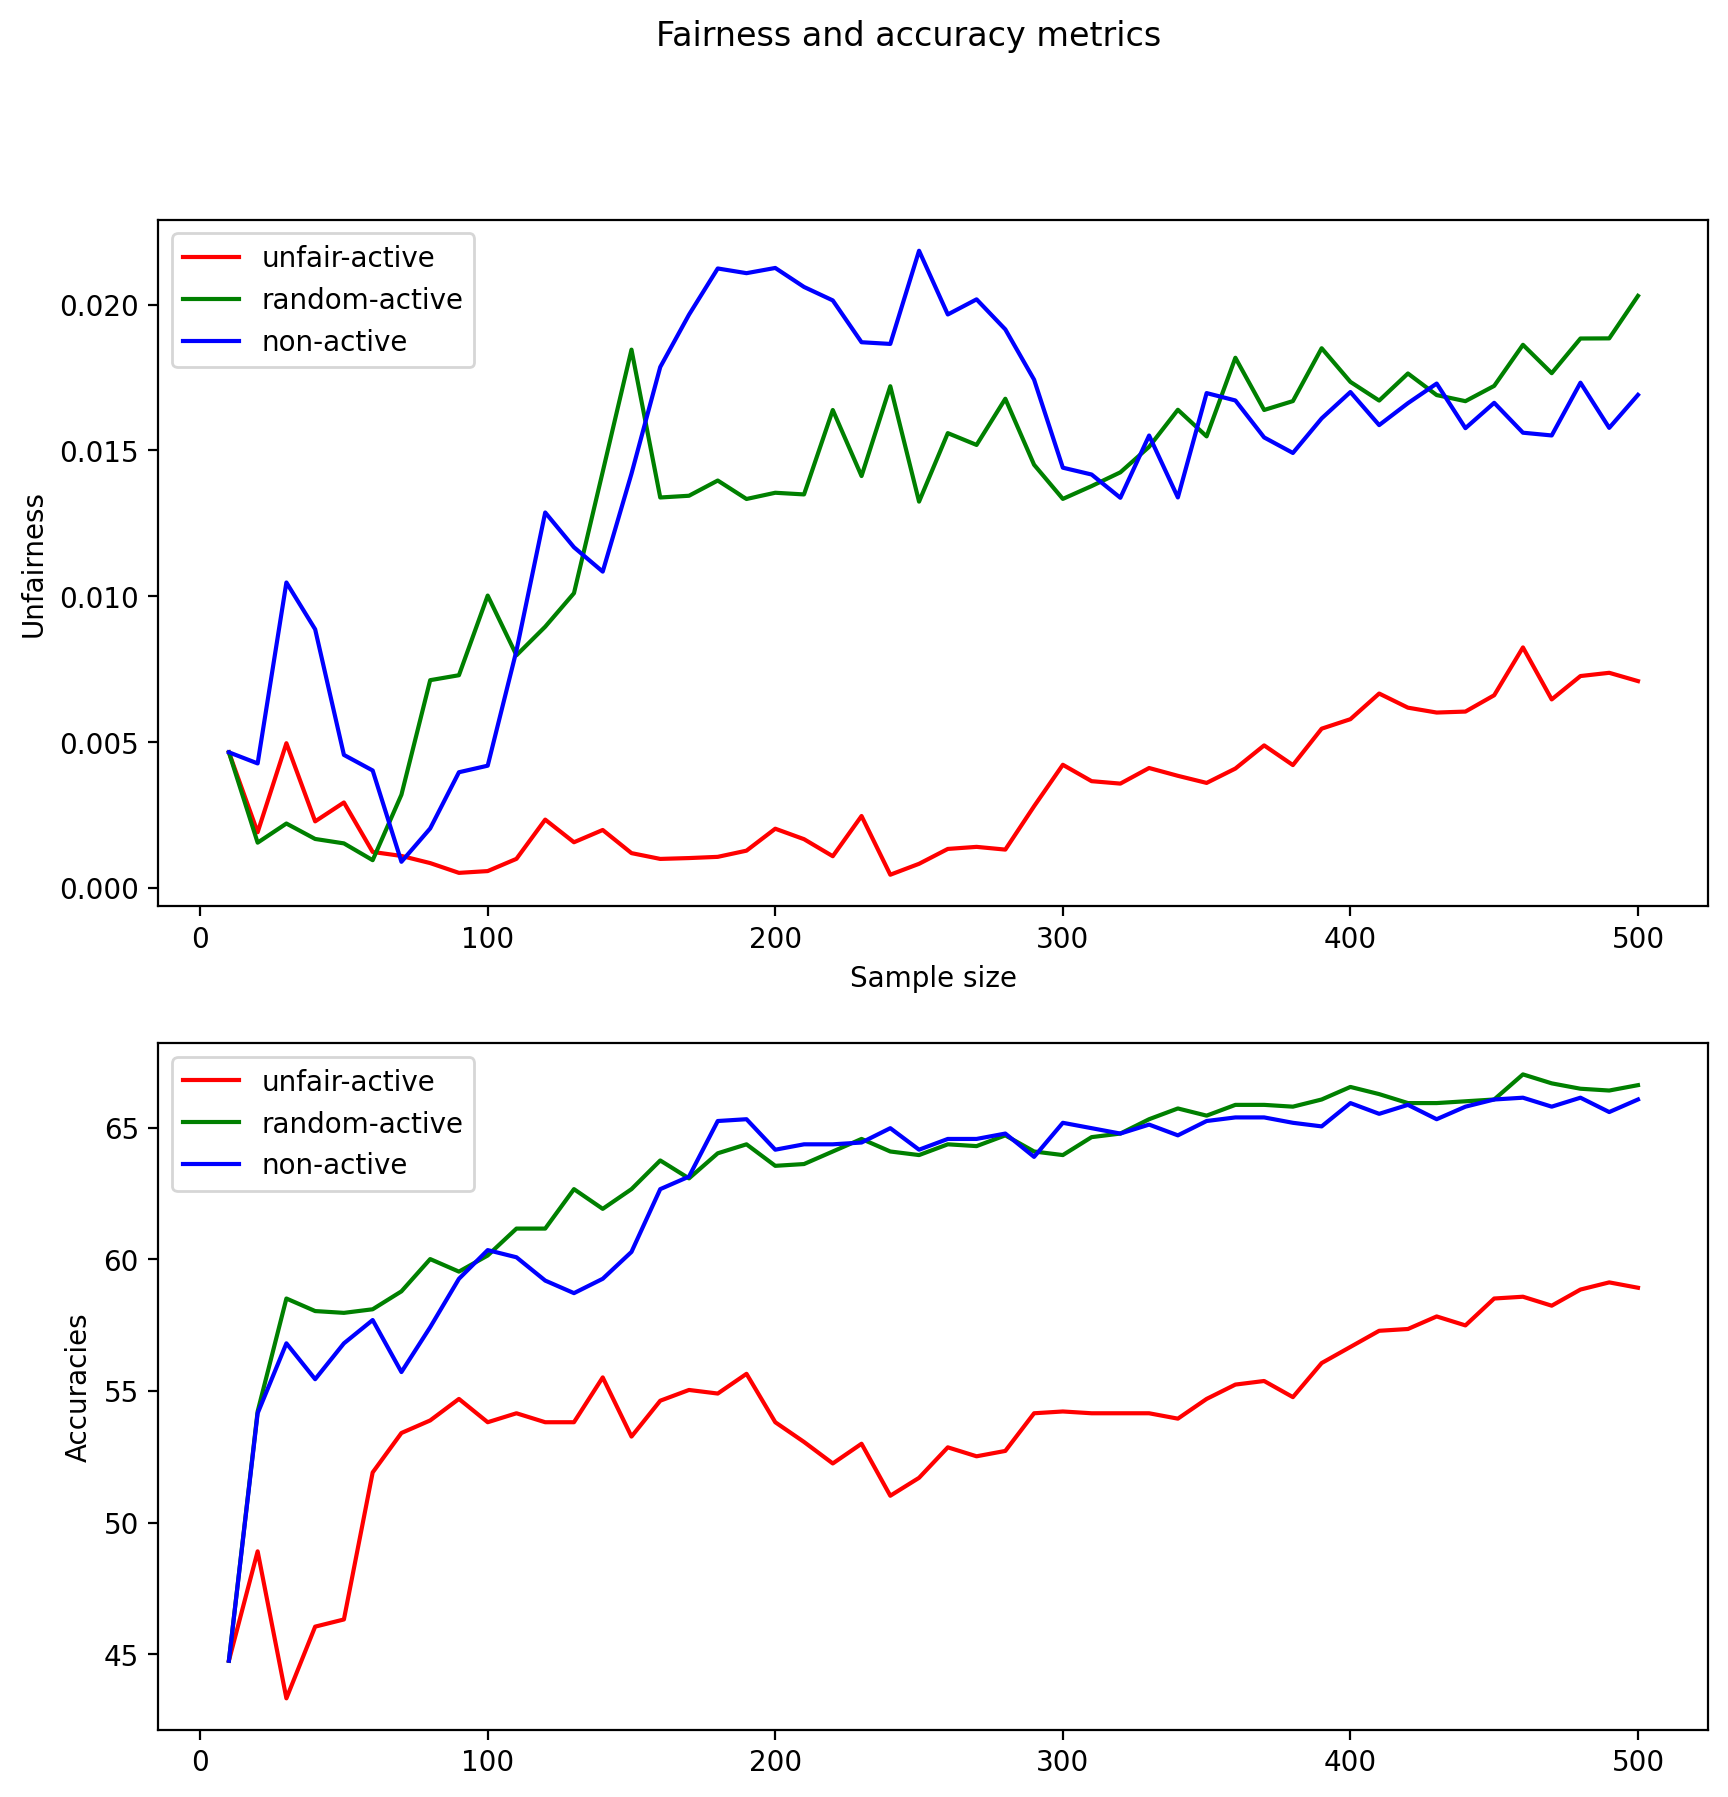 Fairness and accuracy metrics
unfair-active
random-active
non-active
0.020
0.015
0.010
0.005
0.000
Unfairness
0 100 200 300 400 500
Sample size
unfair-active
random-active
non-active
65
60
55
50
45
Accuracies
0 100 200 300 400 500